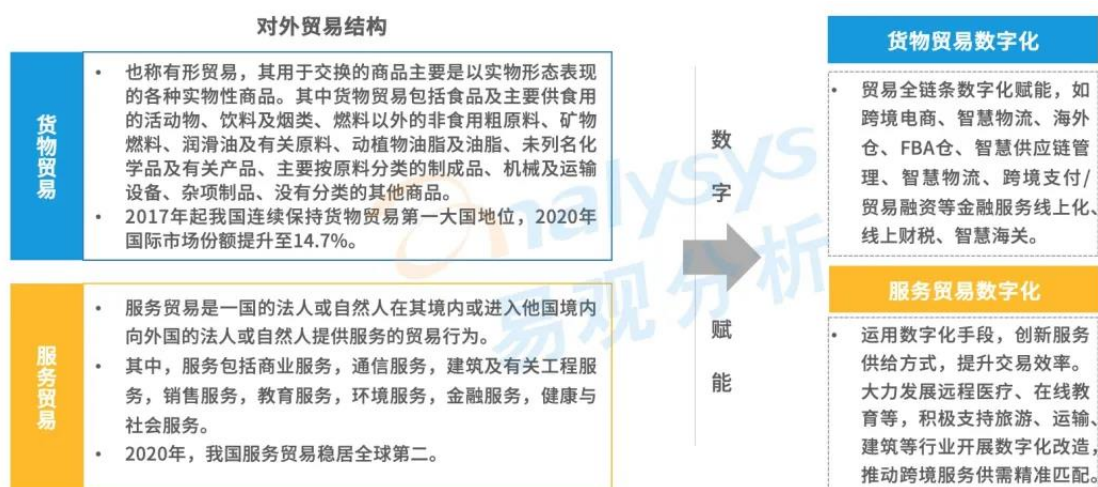 对外贸易结构
货物贸易
• 也称有形贸易，其用于交换的商品主要是以实物形态表现
的各种实物性商品。其中货物贸易包括食品及主要供食用
的活动物、饮料及烟类、燃料以外的非食用粗原料、矿物
燃料、润滑油及有关原料、动植物油脂及油脂、未列名化
学品及有关产品、主要按原料分类的制成品、机械及运输
设备、杂项制品、没有分类的其他商品。
• 2017年起我国连续保持货物贸易第一大国地位，2020年
国际市场份额提升至14.7%。
服务贸易
• 服务贸易是一国的法人或自然人在其境内或进入他国境内
向外国的法人或自然人提供服务的贸易行为。
• 其中，服务包括商业服务，通信服务，建筑及有关工程服
务，销售服务，教育服务，环境服务，金融服务，健康与
社会服务。
• 2020年，我国服务贸易稳居全球第二。
数
字
赋
能
货物贸易数字化
• 贸易全链条数字化赋能，如
跨境电商、智慧物流、海外
仓、FBA仓、智慧供应链管
理、智慧物流、跨境支付/
贸易融资等金融服务线上化、
线上财税、智慧海关。
服务贸易数字化
• 运用数字化手段，创新服务
供给方式，提升交易效率。
大力发展远程医疗、在线教
育等，积极支持旅游、运输、
建筑等行业开展数字化改造，
推动跨境服务供需精准匹配。
nalysys
易观分析